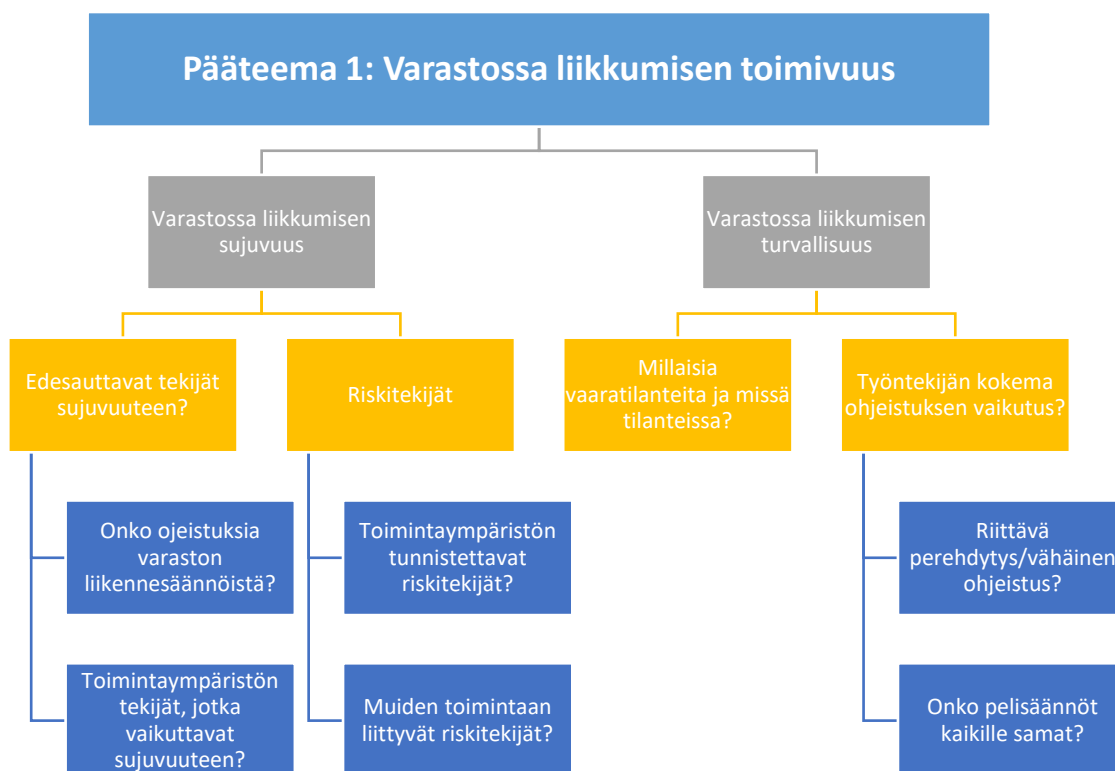 Pääteema 1: Varastossa liikkumisen toimivuus
Varastossa liikkumisen
sujuvuus
Varastossa liikkumisen
turvallisuus
Edesauttavat tekijät
sujuvuuteen?
Riskitekijät
Millaisia
vaaratilanteita ja missä
tilanteissa?
Työntekijän kokema
ohjeistuksen vaikutus?
Onko ojeistuksia
varaston
liikennesäännöistä?
Toimintaympäristön
tunnistettavat
riskitekijät?
Riittävä
perehdytys/vähäinen
ohjeistus?
Toimintaympäristön
tekijät, jotka
vaikuttavat
sujuvuuteen?
Muiden toimintaan
liittyvät riskitekijät?
Onko pelisäännöt
kaikille samat?